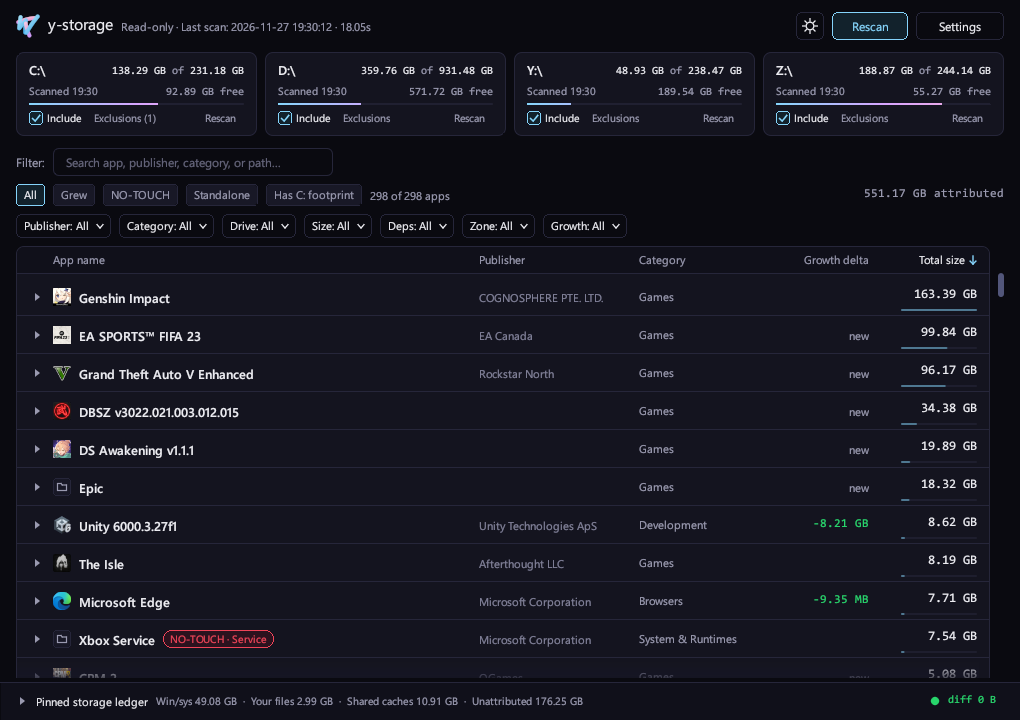 y-storage Read-only · Last scan: 2026-11-27 19:30:12 · 18.05s Rescan Settings
C:\ 138.29 GB of 231.18 GB
Scanned 19:30 92.89 GB free
Include Exclusions (1) Rescan
D:\ 359.76 GB of 931.48 GB
Scanned 19:30 571.72 GB free
Include Exclusions Rescan
Y:\ 48.93 GB of 238.47 GB
Scanned 19:30 189.54 GB free
Include Exclusions Rescan
Z:\ 188.87 GB of 244.14 GB
Scanned 19:30 55.27 GB free
Include Exclusions Rescan
Filter: Search app, publisher, category, or path...
All Grew NO-TOUCH Standalone Has C: footprint 298 of 298 apps 551.17 GB attributed
Publisher: All Category: All Drive: All Size: All Deps: All Zone: All Growth: All
App name Publisher Category Growth delta Total size ↓
Genshin Impact COGNOSPHERE PTE. LTD. Games 163.39 GB
EA SPORTS™ FIFA 23 EA Canada Games new 99.84 GB
Grand Theft Auto V Enhanced Rockstar North Games new 96.17 GB
DBSZ v3022.021.003.012.015 Games new 34.38 GB
DS Awakening v1.1.1 Games new 19.89 GB
Epic Games new 18.32 GB
Unity 6000.3.27f1 Unity Technologies ApS Development -8.21 GB 8.62 GB
The Isle Afterthought LLC Games 8.19 GB
Microsoft Edge Microsoft Corporation Browsers -9.35 MB 7.71 GB
Xbox Service NO-TOUCH · Service Microsoft Corporation System & Runtimes 7.54 GB
Games new 5.08 GB
Pinned storage ledger Win/sys 49.08 GB · Your files 2.99 GB · Shared caches 10.91 GB · Unattributed 176.25 GB diff 0 B